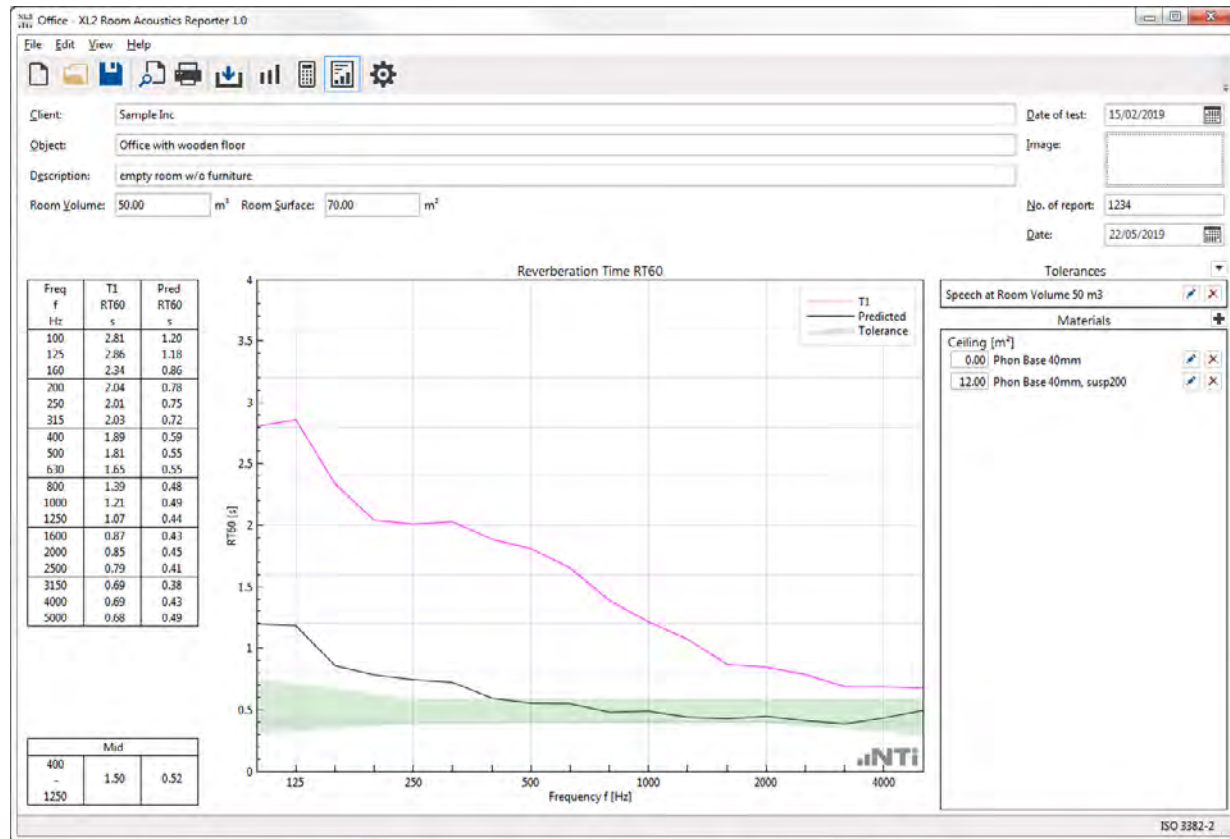 XL2 Office - XL2 Room Acoustics Reporter 1.0
File Edit View Help
Client: Sample Inc Date of test: 15/02/2019
Object: Office with wooden floor Image:
Description: empty room w/o furniture
Room Volume: 50.00 m³ Room Surface: 70.00 m² No. of report: 1234
Date: 22/05/2019
Freq T1 Pred
f RT60 RT60
Hz s s
100 2.81 1.20
125 2.86 1.18
160 2.34 0.86
200 2.04 0.78
250 2.01 0.75
315 2.03 0.72
400 1.89 0.59
500 1.81 0.55
630 1.65 0.55
800 1.39 0.48
1000 1.21 0.49
1250 1.07 0.44
1600 0.87 0.43
2000 0.85 0.45
2500 0.79 0.41
3150 0.69 0.38
4000 0.69 0.43
5000 0.68 0.49
Mid
400
- 1.50 0.52
1250
Reverberation Time RT60
T1
Predicted
Tolerance
4
3.5
3
2.5
2
1.5
1
0.5
0
RT60 [s]
125 250 500 1000 2000 4000
Frequency f [Hz]
NTi
Tolerances
Speech at Room Volume 50 m3
Materials
Ceiling [m²]
0.00 Phon Base 40mm
12.00 Phon Base 40mm, susp200
ISO 3382-2